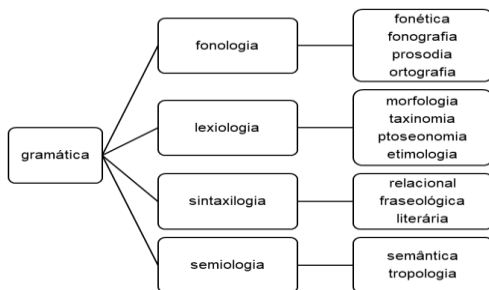 gramática
fonologia
fonética
fonografia
prosodia
ortografia
lexiologia
morfologia
taxinomia
ptoseonomia
etimologia
sintaxilogia
relacional
fraseológica
literária
semiologia
semântica
tropologia